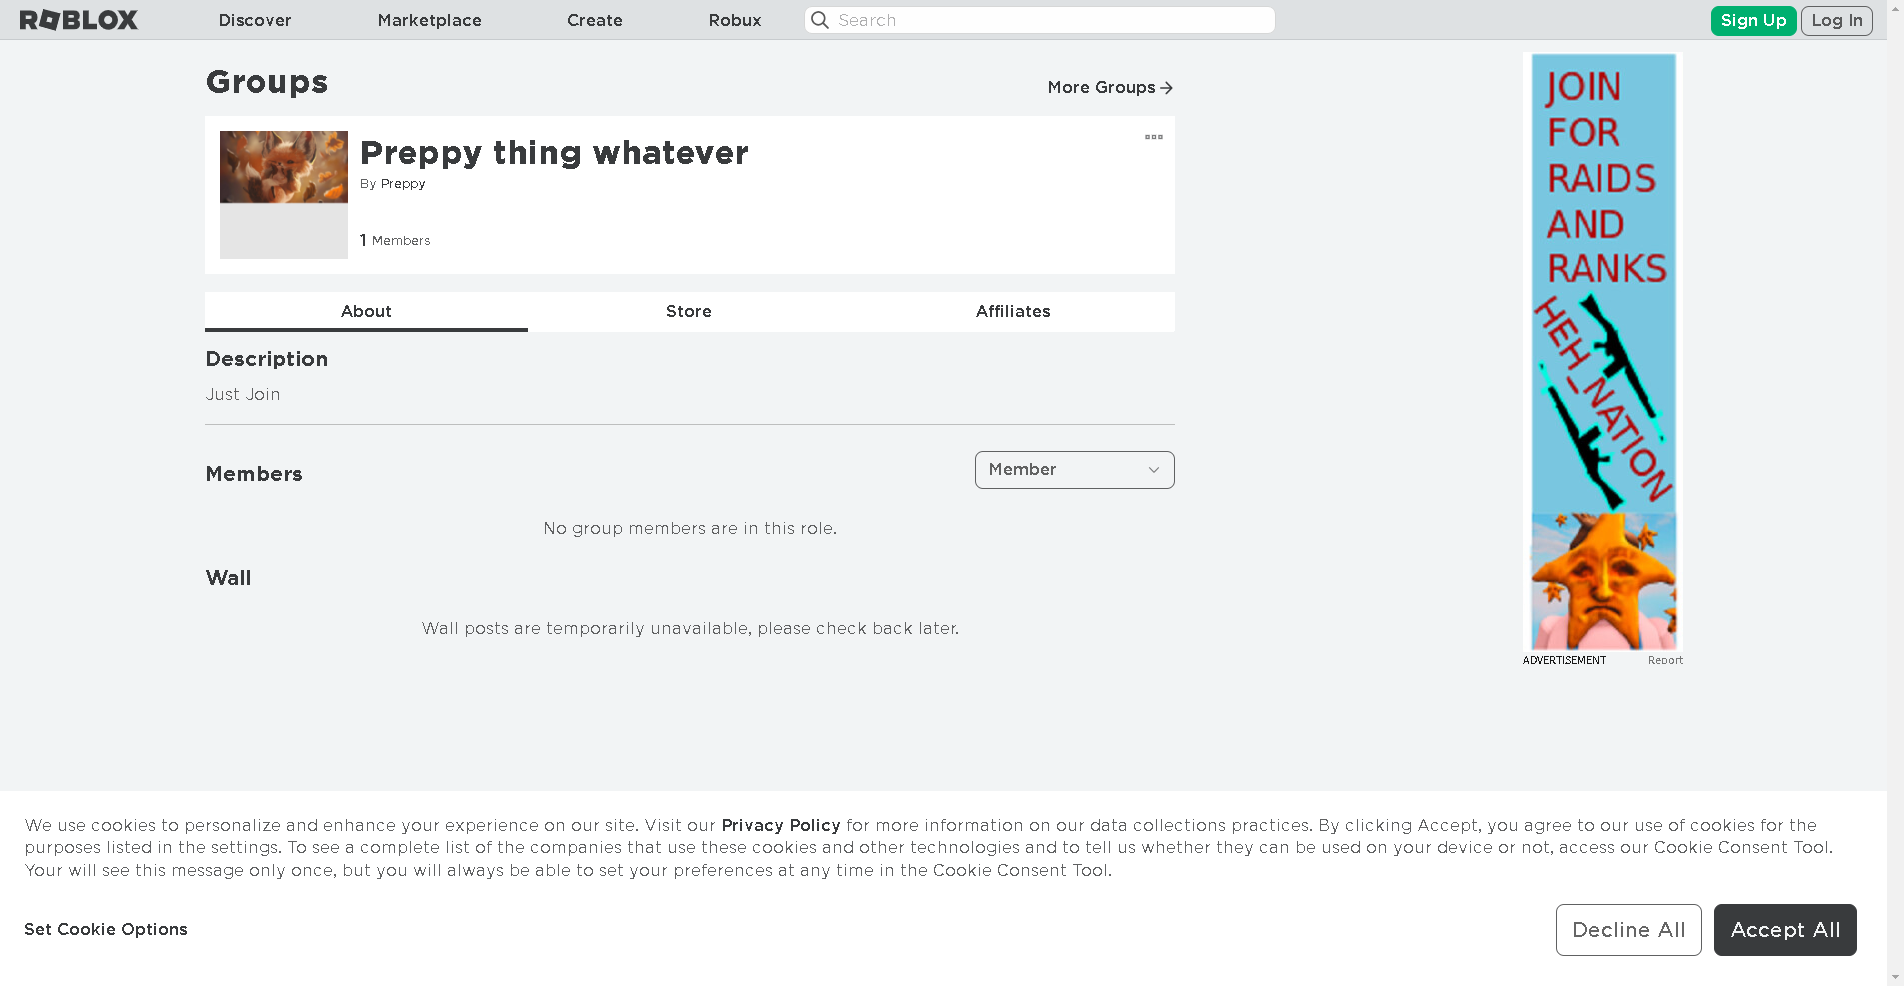 ROBLOX
Discover
Marketplace
Create
Robux
Search
Sign Up
Log In
Groups
More Groups
Preppy thing whatever
By Preppy
1 Members
About
Store
Affiliates
Description
Just Join
Members
Member
No group members are in this role.
Wall
Wall posts are temporarily unavailable, please check back later.
JOIN
FOR
RAIDS
AND
RANKS
HEH_NATION
ADVERTISEMENT
Report
We use cookies to personalize and enhance your experience on our site. Visit our Privacy Policy for more information on our data collections practices. By clicking Accept, you agree to our use of cookies for the
purposes listed in the settings. To see a complete list of the companies that use these cookies and other technologies and to tell us whether they can be used on your device or not, access our Cookie Consent Tool.
Your will see this message only once, but you will always be able to set your preferences at any time in the Cookie Consent Tool.
Set Cookie Options
Decline All
Accept All